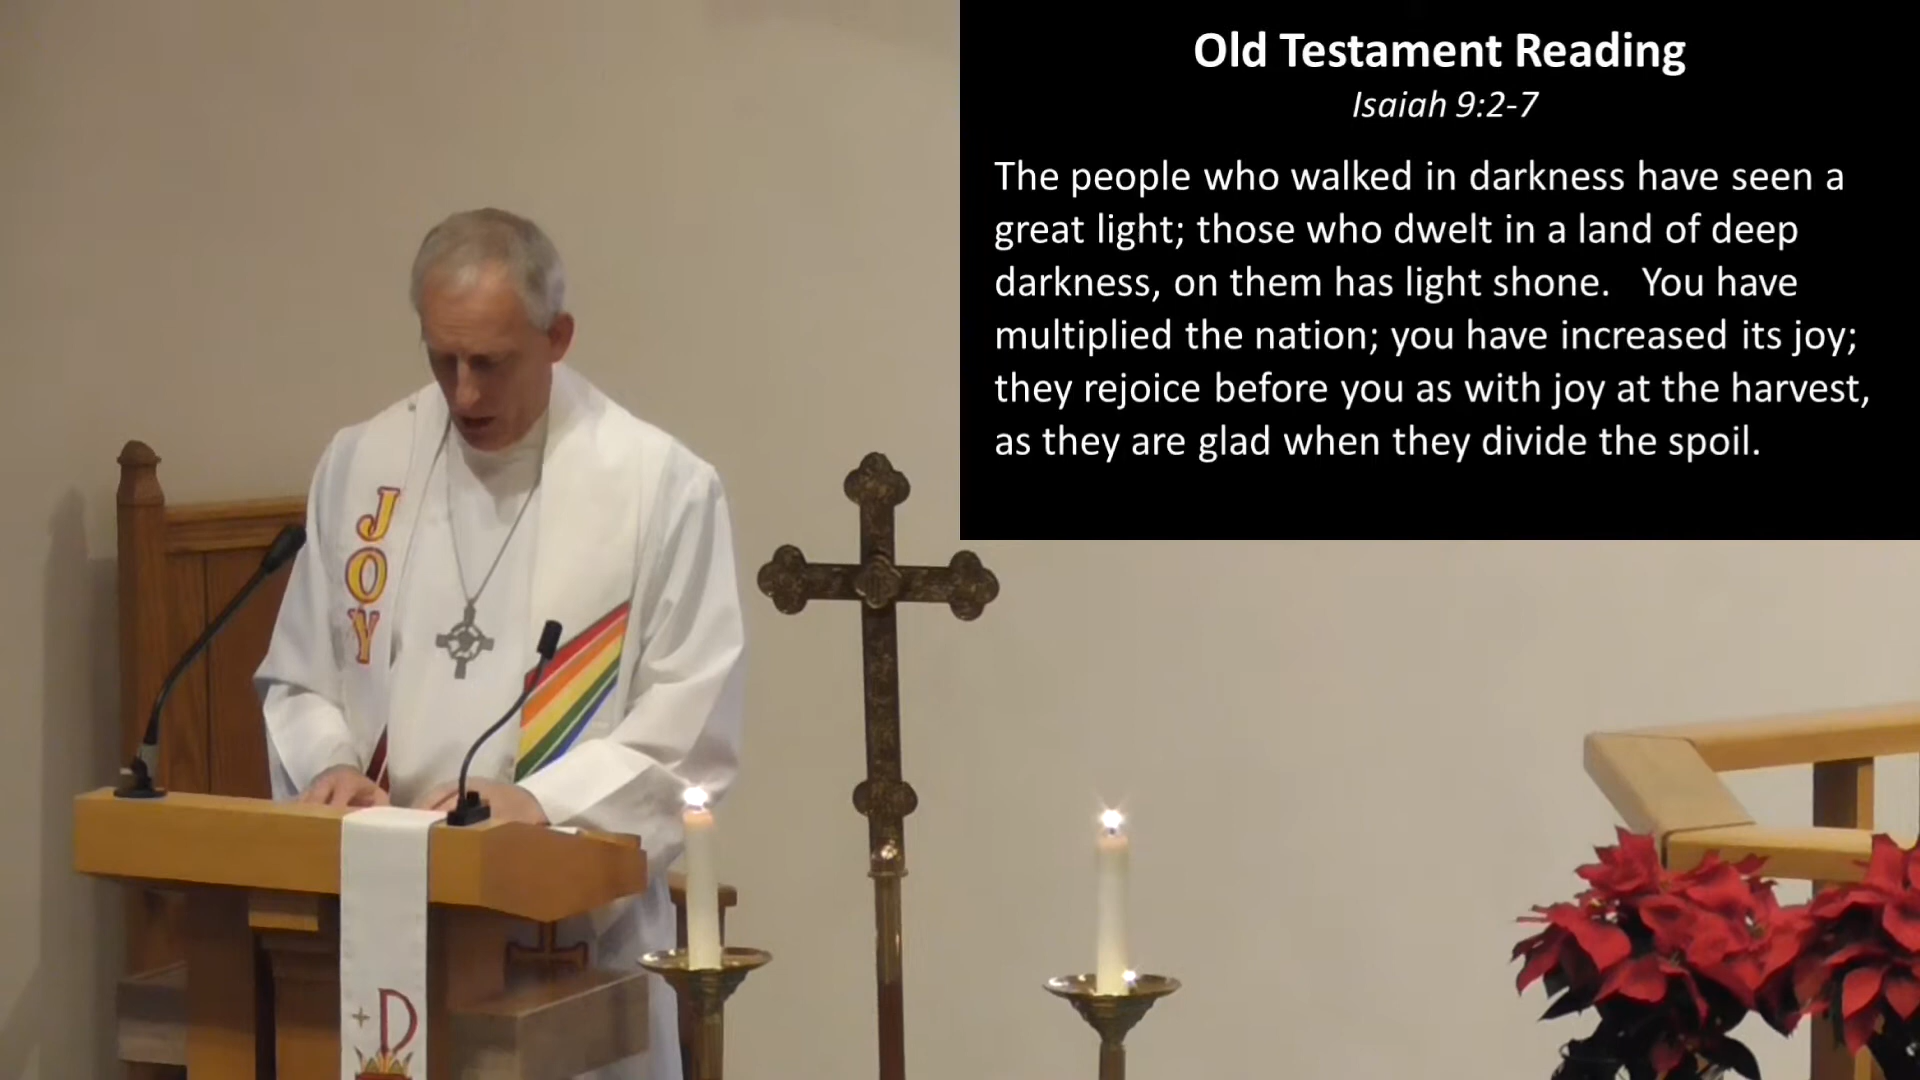 Old Testament Reading
Isaiah 9:2-7
The people who walked in darkness have seen a
great light; those who dwelt in a land of deep
darkness, on them has light shone. You have
multiplied the nation; you have increased its joy;
they rejoice before you as with joy at the harvest,
as they are glad when they divide the spoil.
JOY
D